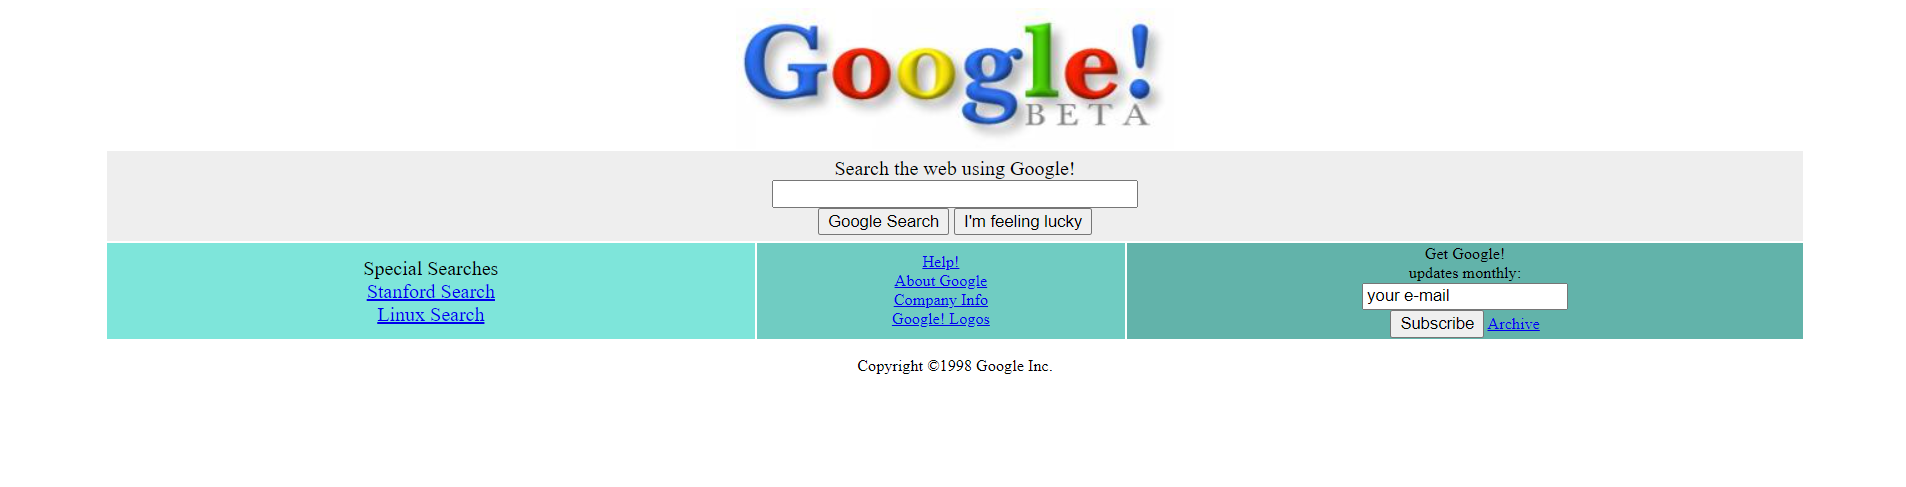 Google!
BETA
Search the web using Google!
Google Search I'm feeling lucky
Special Searches
Stanford Search
Linux Search
Help!
About Google
Company Info
Google! Logos
Get Google!
updates monthly:
your e-mail
Subscribe Archive
Copyright ©1998 Google Inc.